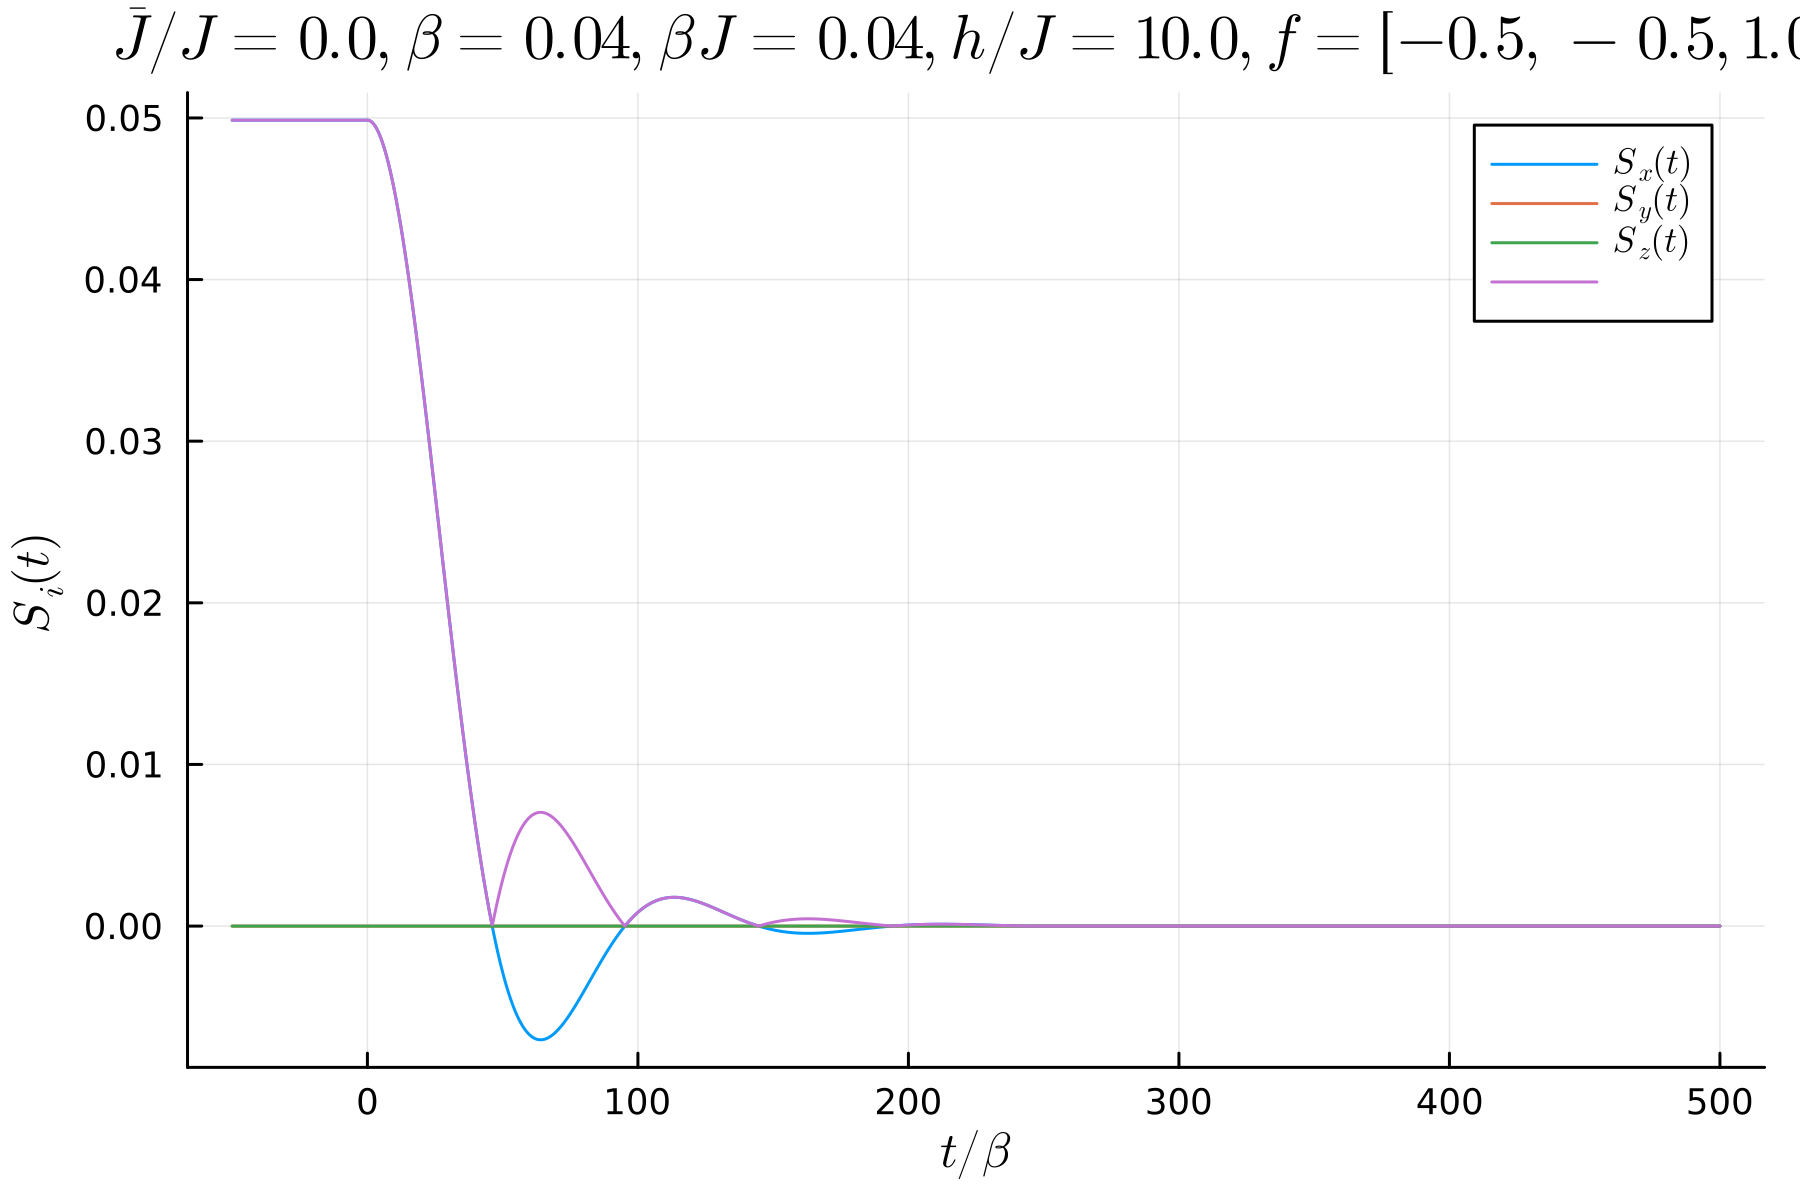 J̄/J = 0.0, β = 0.04, βJ = 0.04, h/J = 10.0, f = [−0.5, − 0.5, 1.0
0.05
0.04
0.03
0.02
0.01
0.00
S_i(t)
S_x(t)
S_y(t)
S_z(t)
0 100 200 300 400 500
t/β